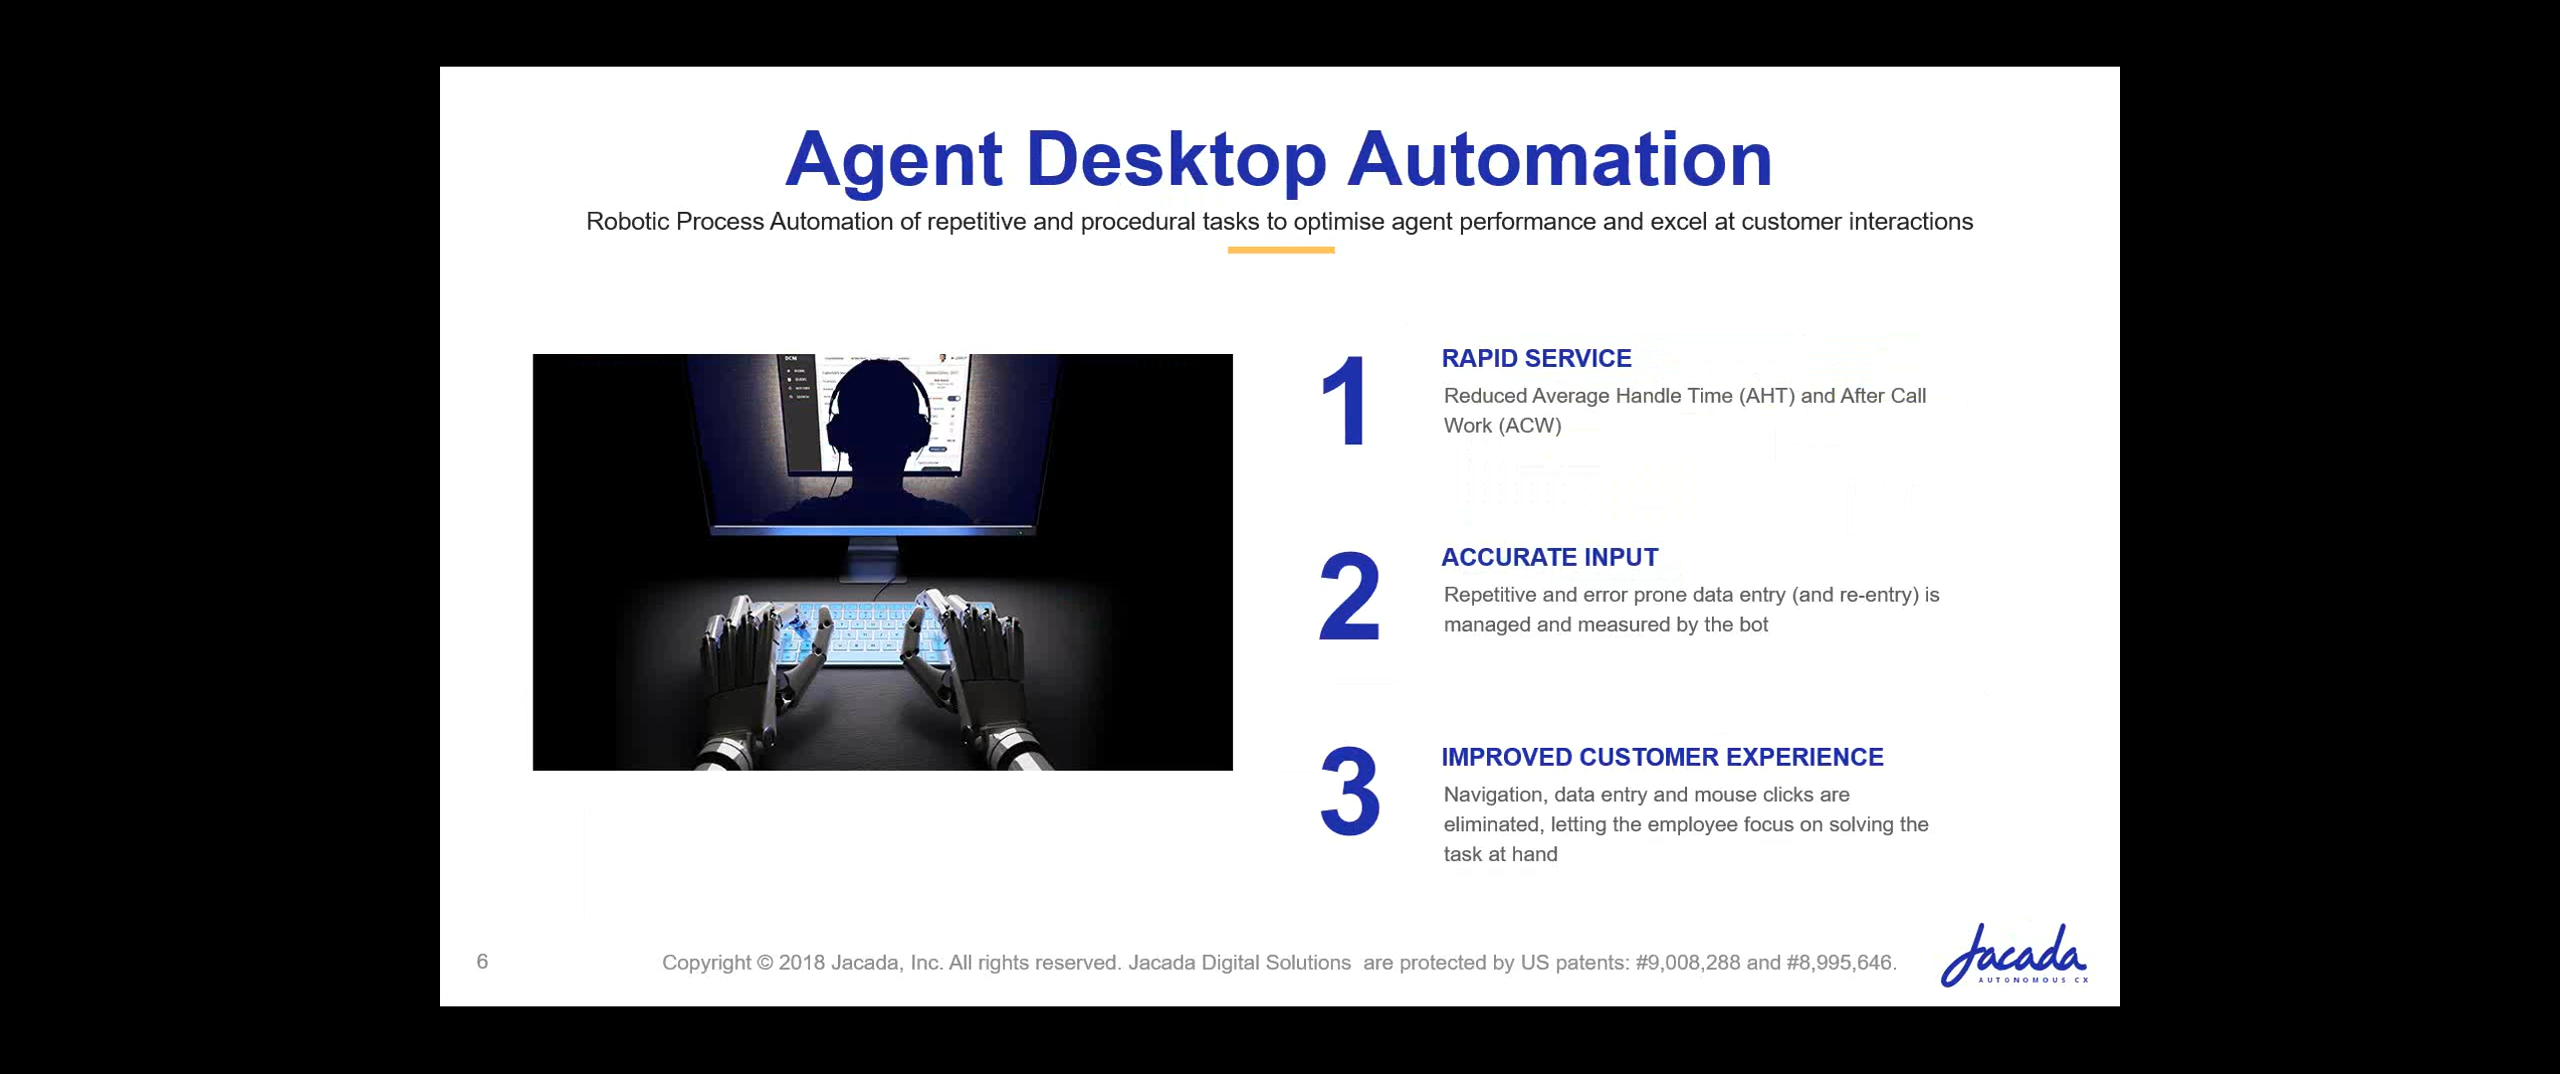 Agent Desktop Automation
Robotic Process Automation of repetitive and procedural tasks to optimise agent performance and excel at customer interactions
DCM
1
RAPID SERVICE
Reduced Average Handle Time (AHT) and After Call
Work (ACW)
2
ACCURATE INPUT
Repetitive and error prone data entry (and re-entry) is
managed and measured by the bot
3
IMPROVED CUSTOMER EXPERIENCE
Navigation, data entry and mouse clicks are
eliminated, letting the employee focus on solving the
task at hand
6
Copyright © 2018 Jacada, Inc. All rights reserved. Jacada Digital Solutions  are protected by US patents: #9,008,288 and #8,995,646.
Jacada
AUTONOMOUS CX